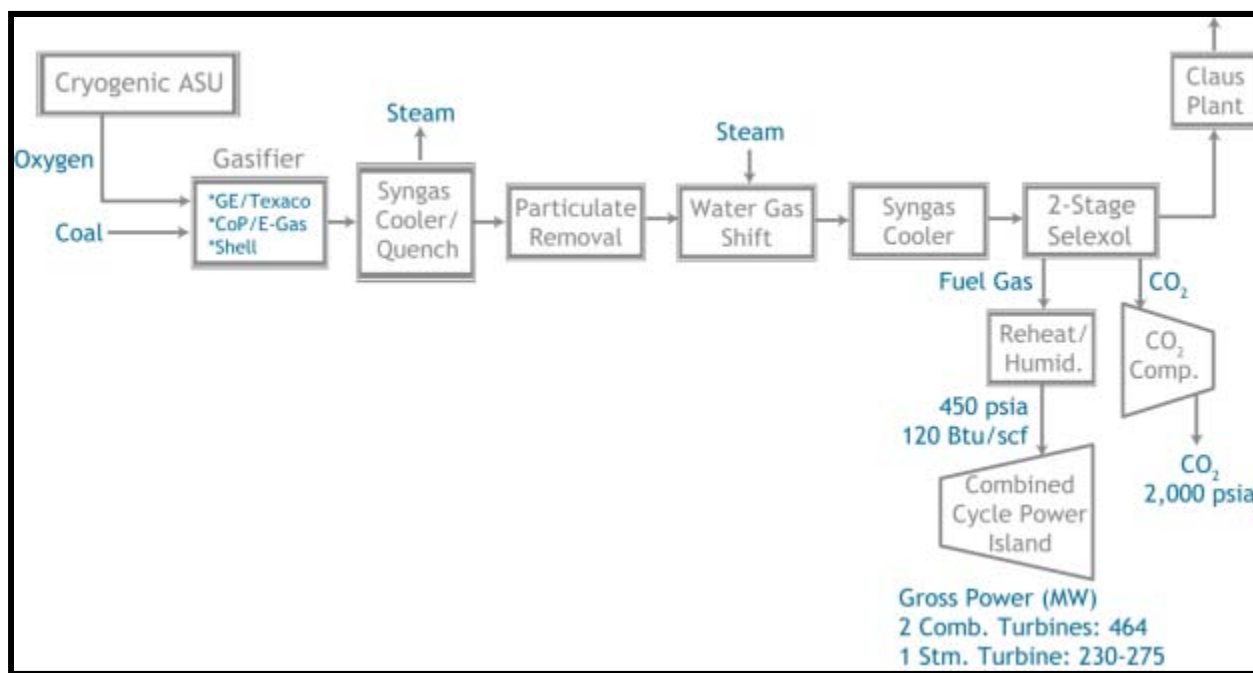 Cryogenic ASU
Oxygen
Coal
Gasifier
*GE/Texaco
*CoP/E-Gas
*Shell
Steam
Syngas
Cooler/
Quench
Particulate
Removal
Steam
Water Gas
Shift
Syngas
Cooler
2-Stage
Selexol
Claus
Plant
Fuel Gas
CO₂
Reheat/
Humid.
CO₂
Comp.
450 psia
120 Btu/scf
CO₂
2,000 psia
Combined
Cycle Power
Island
Gross Power (MW)
2 Comb. Turbines: 464
1 Stm. Turbine: 230-275